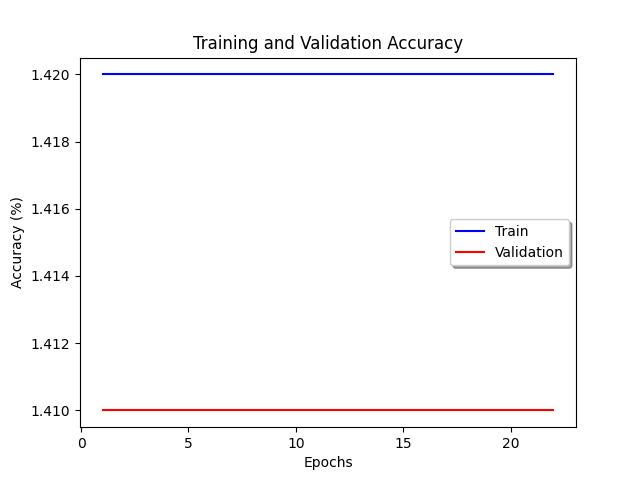 Training and Validation Accuracy
Accuracy (%)
1.420
1.418
1.416
1.414
1.412
1.410
Train
Validation
0 5 10 15 20
Epochs